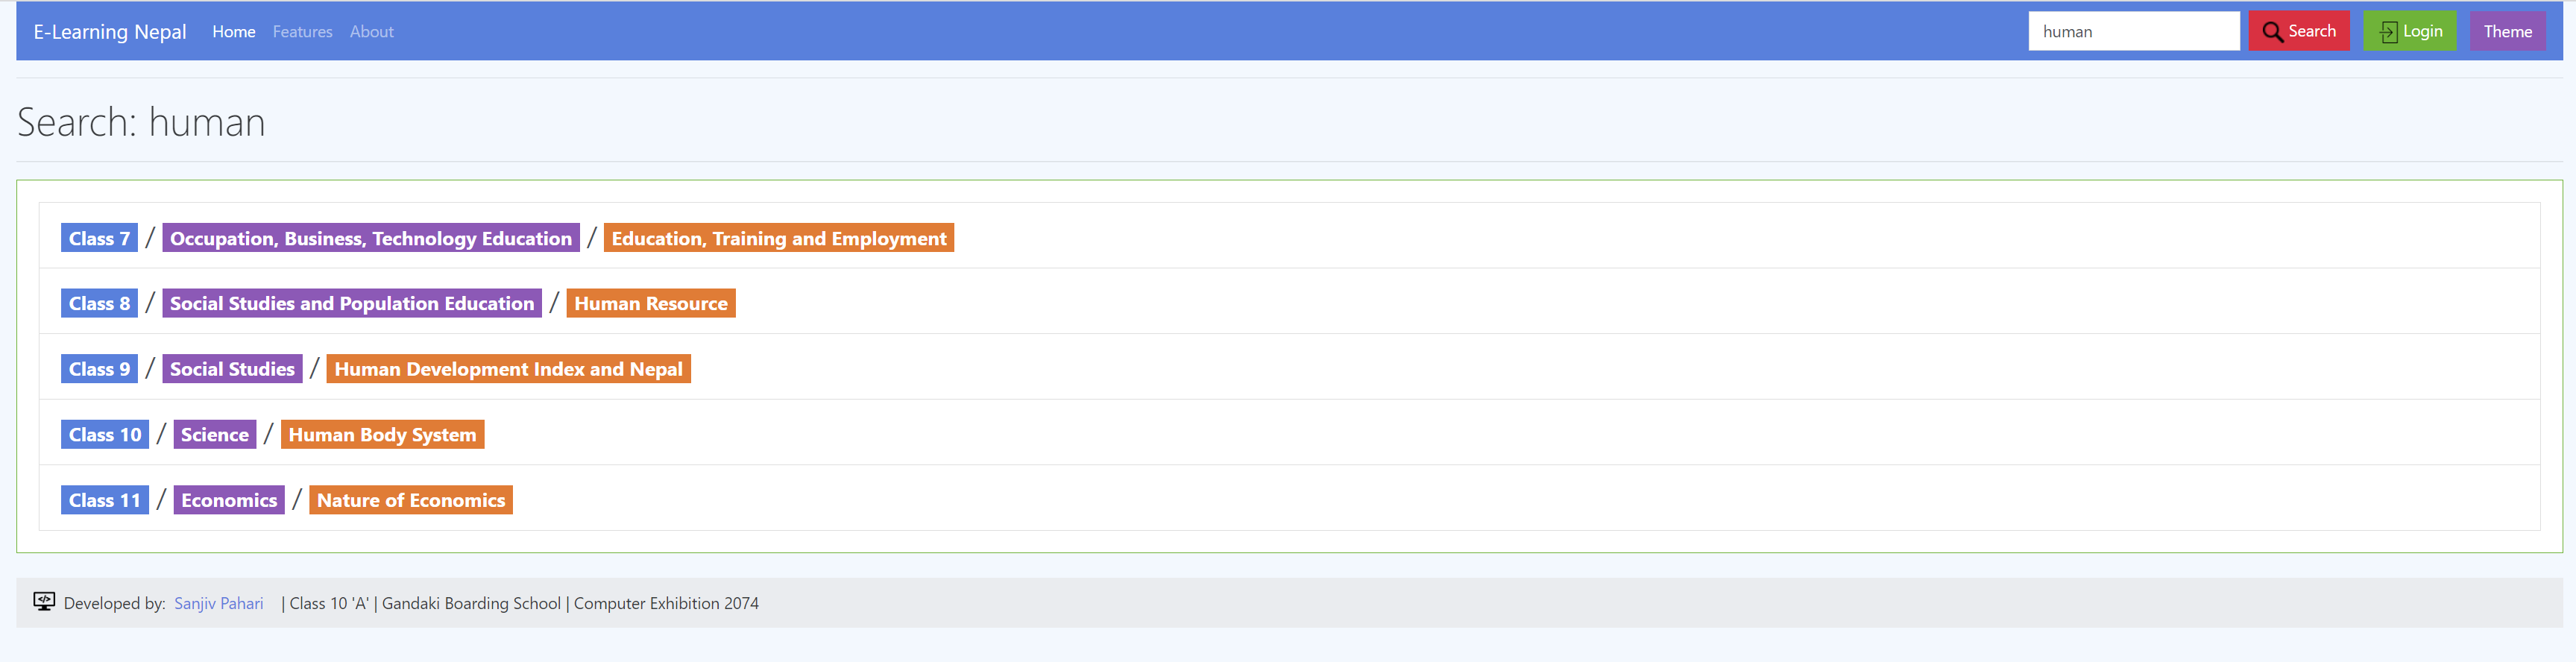 E-Learning Nepal Home Features About human Search Login Theme
Search: human
Class 7 / Occupation, Business, Technology Education / Education, Training and Employment
Class 8 / Social Studies and Population Education / Human Resource
Class 9 / Social Studies / Human Development Index and Nepal
Class 10 / Science / Human Body System
Class 11 / Economics / Nature of Economics
Developed by: Sanjiv Pahari | Class 10 'A' | Gandaki Boarding School | Computer Exhibition 2074